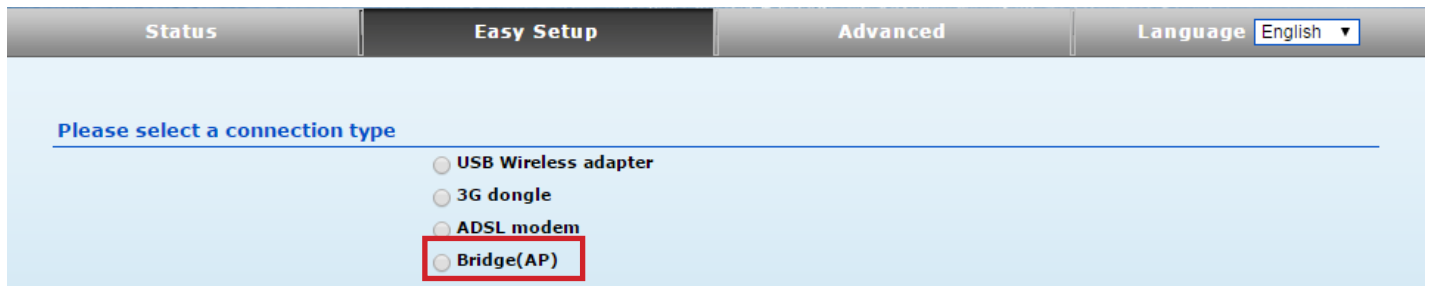 Status Easy Setup Advanced Language English
Please select a connection type
USB Wireless adapter
3G dongle
ADSL modem
Bridge(AP)